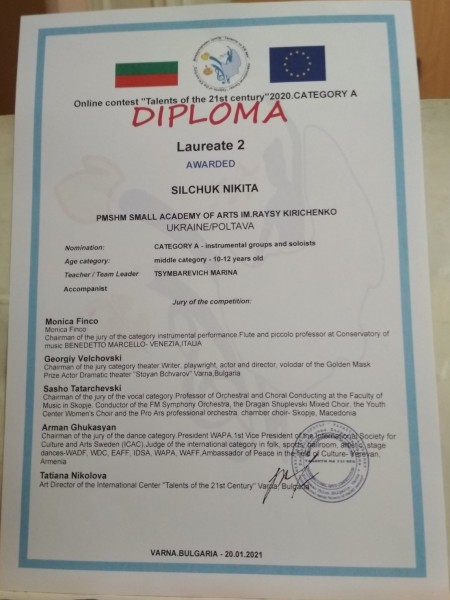 Online contest "Talents of the 21st century"2020.CATEGORY A
DIPLOMA
Laureate 2
AWARDED
SILCHUK NIKITA
PMSHM SMALL ACADEMY OF ARTS IM.RAYSY KIRICHENKO
UKRAINE/POLTAVA
Nomination: CATEGORY A - instrumental groups and soloists
Age category: middle category - 10-12 years old
Teacher / Team Leader TSYMBAREVICH MARINA
Accompanist
Jury of the competition:
Monica Finco
Monica Finco
Chairman of the jury of the category instrumental performance.Flute and piccolo professor at Conservatory of
music BENEDETTO MARCELLO- VENEZIA,ITALIA
Georgiy Velchovski
Chairman of the jury category theater.Writer, playwright, actor and director, volodar of the Golden Mask
Prize Actor Dramatic theater "Stoyan Bchvarov" Varna.Bulgaria
Sasho Tatarchevski
Chairman of the jury of the vocal category Professor of Orchestral and Choral Conducting at the Faculty of
Music in Skopje. Conductor of the FM Symphony Orchestra, the Dragan Shuplevski Mixed Choir, the Youth
Center Women's Choir and the Pro Ars professional orchestra, chamber choir- Skopje, Macedonia
Arman Ghukasyan
Chairman of the jury of the dance category President WAPA.1st Vice President of the International Society for
Culture and Arts Sweden (ICAC).Judge of the international category in folk, sports, ballroom, artistic, stage
dances-WADF, WDC, EAFF, IDSA, WAPA, WAFF.Ambassador of Peace in the field of Culture- Yerevan,
Armenia
Tatiana Nikolova
Art Director of the International Center "Talents of the 21st Century" Varna. Bulgaria
VARNA.BULGARIA - 20.01.2021